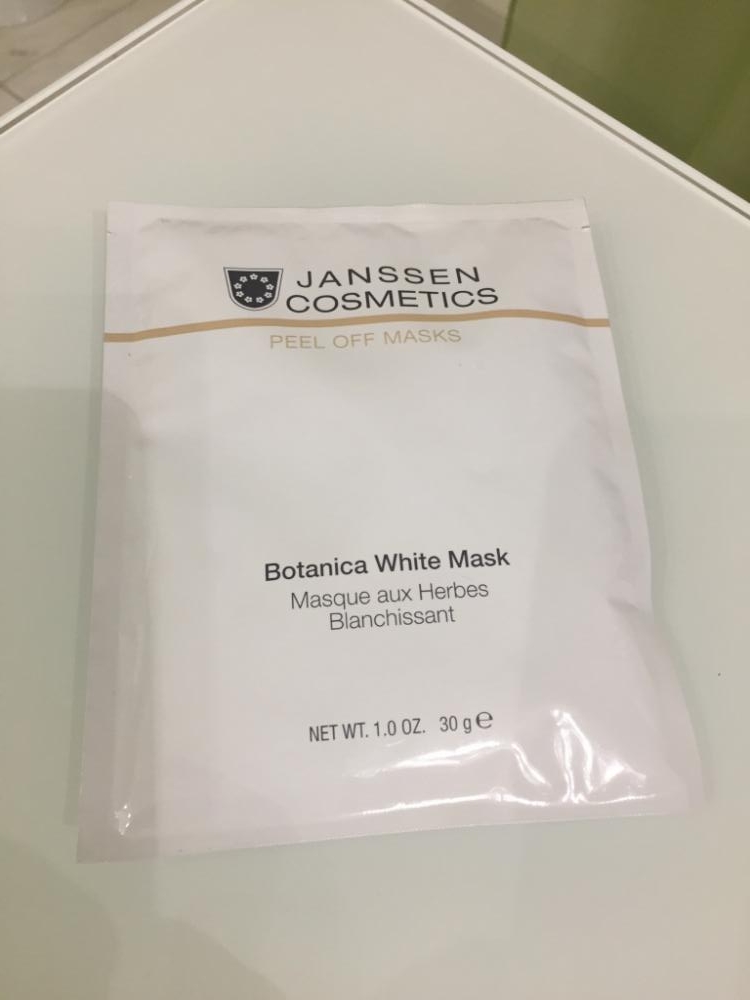 JANSSEN
COSMETICS
PEEL OFF MASKS
Botanica White Mask
Masque aux Herbes
Blanchissant
NET WT. 1.0 OZ. 30 g ℮